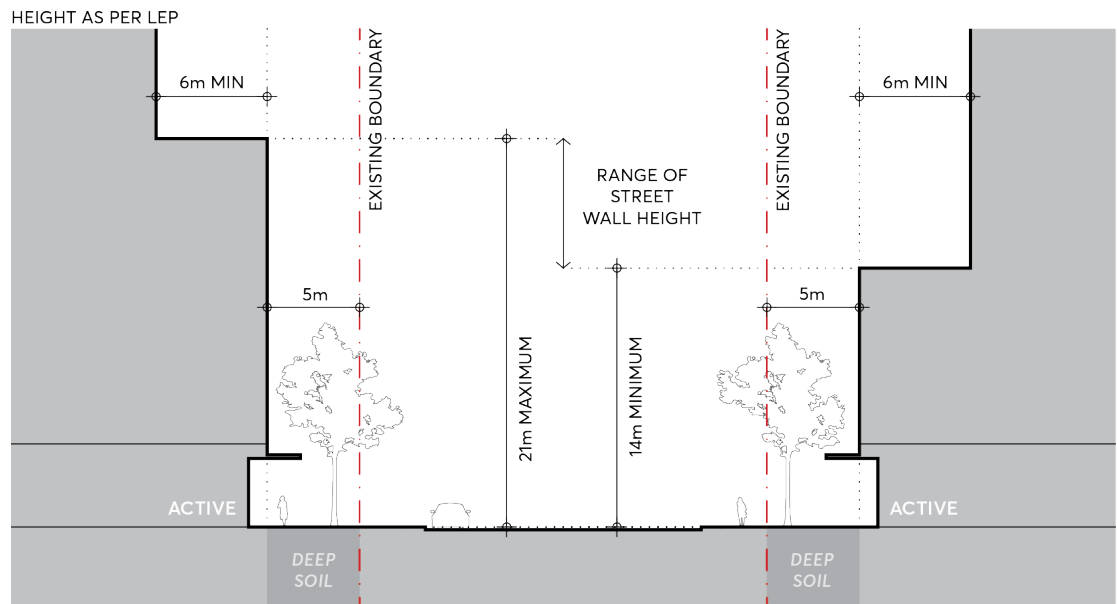 HEIGHT AS PER LEP
6m MIN
EXISTING BOUNDARY
EXISTING BOUNDARY
6m MIN
RANGE OF
STREET
WALL HEIGHT
5m
5m
21m MAXIMUM
14m MINIMUM
ACTIVE
ACTIVE
DEEP
SOIL
DEEP
SOIL